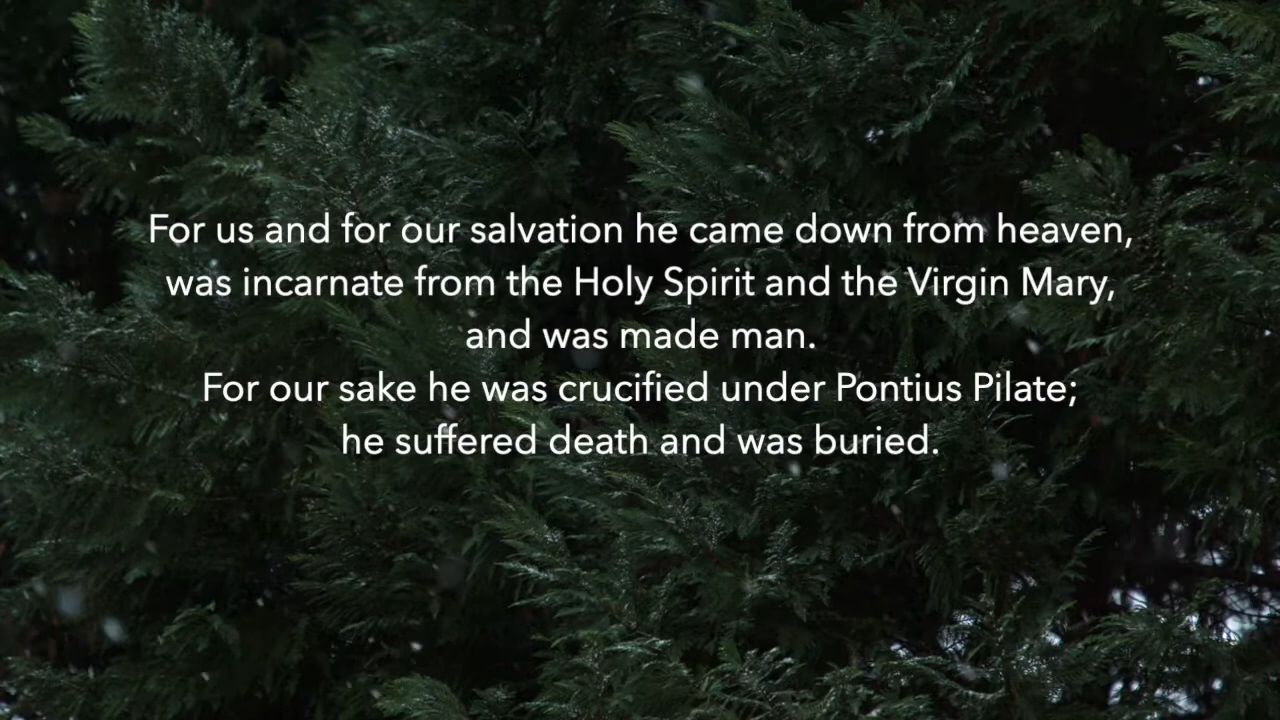 For us and for our salvation he came down from heaven,
was incarnate from the Holy Spirit and the Virgin Mary,
and was made man.
For our sake he was crucified under Pontius Pilate;
he suffered death and was buried.